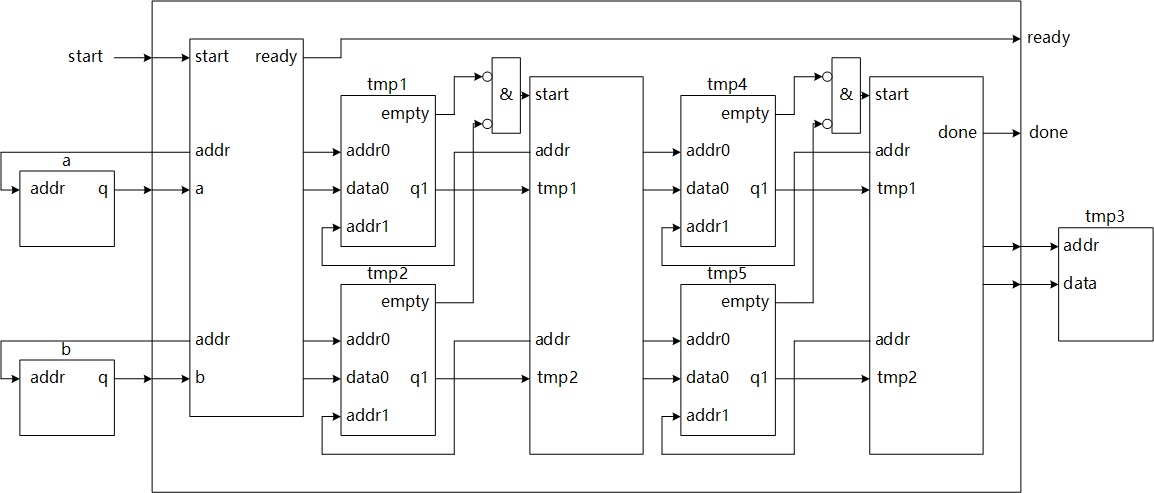 start
start
ready
ready
a
addr
q
addr
a
b
addr
q
addr
b
tmp1
empty
addr0
data0
q1
addr1
tmp2
empty
addr0
data0
q1
addr1
&
start
addr
tmp1
addr
tmp2
tmp4
empty
addr0
data0
q1
addr1
tmp5
empty
addr0
data0
q1
addr1
&
start
done
done
addr
tmp1
addr
tmp2
tmp3
addr
data